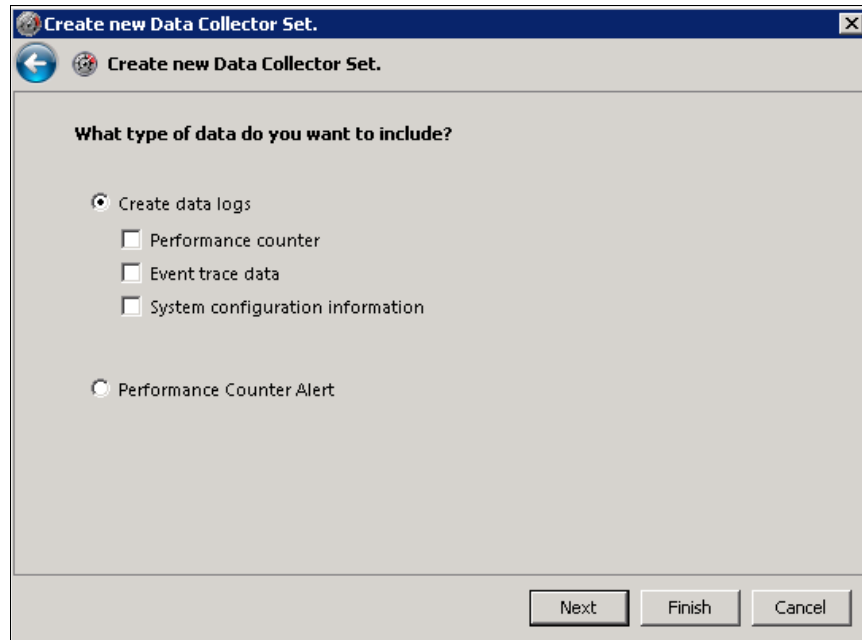 Create new Data Collector Set.
Create new Data Collector Set.
What type of data do you want to include?
Create data logs
Performance counter
Event trace data
System configuration information
Performance Counter Alert
Next
Finish
Cancel